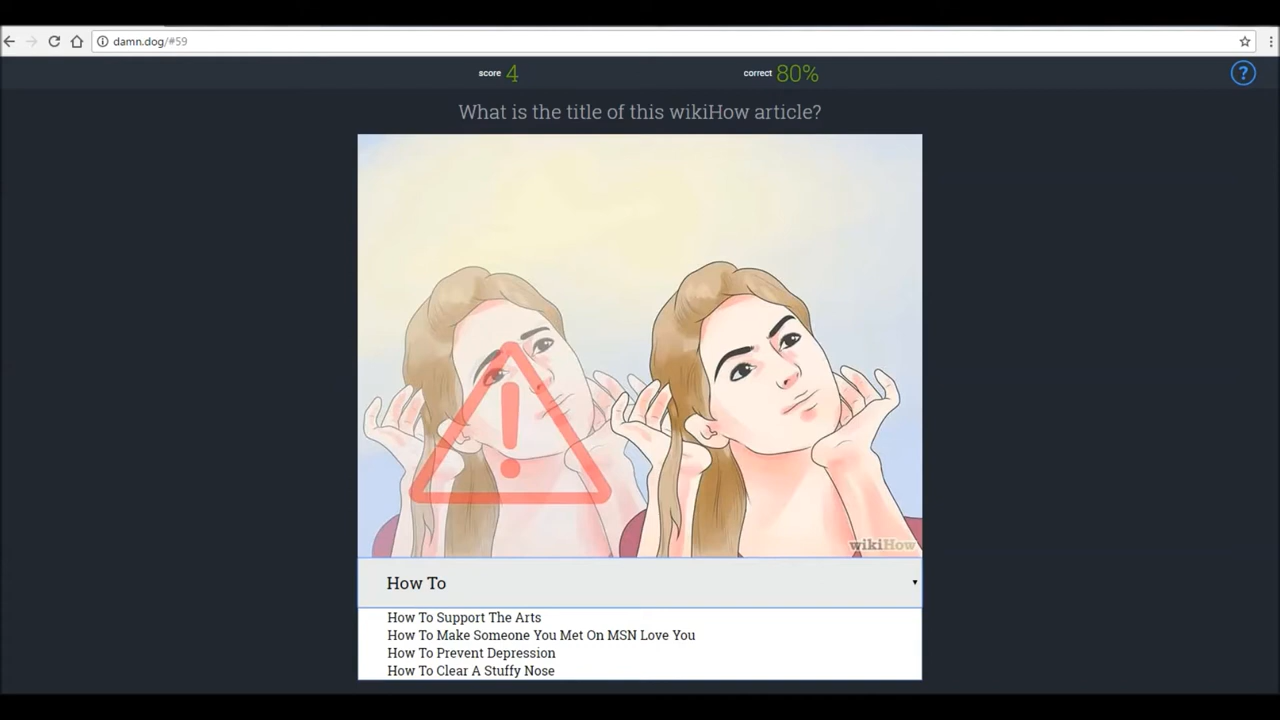 damn.dog/#59
score 4
correct 80%
?
What is the title of this wikiHow article?
!
wikiHow
How To
How To Support The Arts
How To Make Someone You Met On MSN Love You
How To Prevent Depression
How To Clear A Stuffy Nose